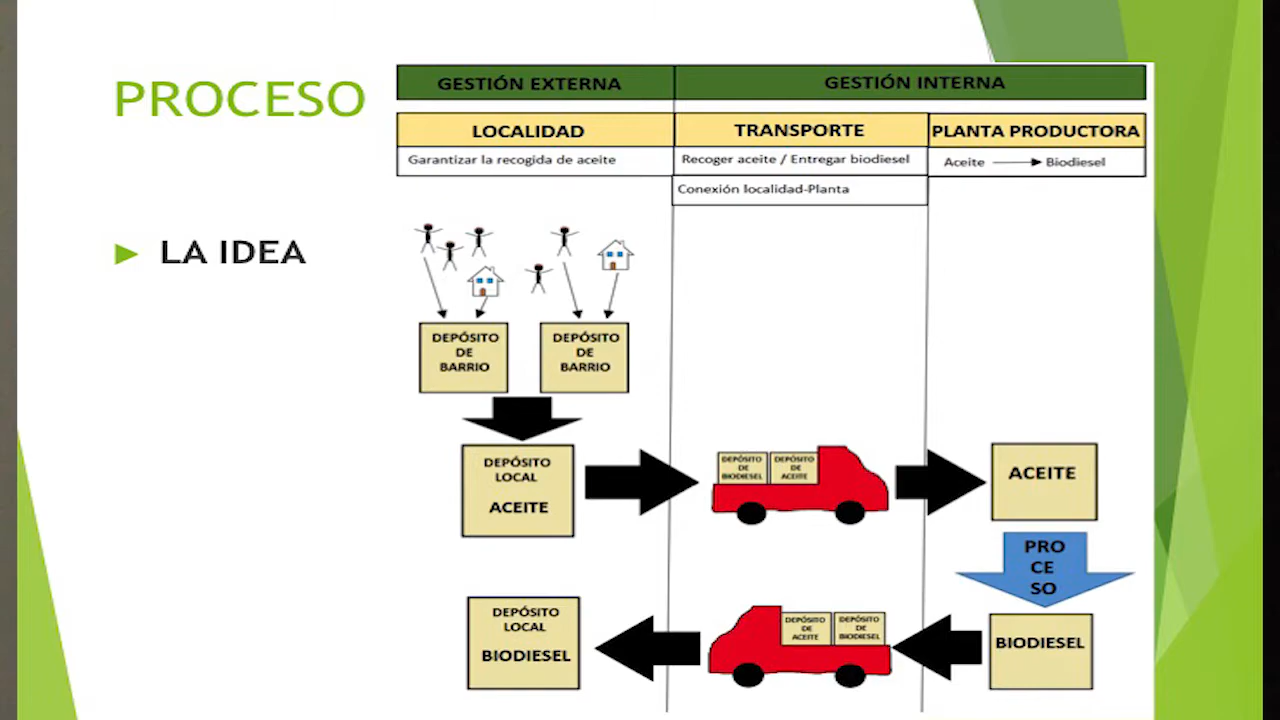 PROCESO
LA IDEA
GESTIÓN EXTERNA
GESTIÓN INTERNA
LOCALIDAD
TRANSPORTE
PLANTA PRODUCTORA
Garantizar la recogida de aceite
Recoger aceite / Entregar biodiesel
Aceite
Biodiesel
Conexión localidad-Planta
DEPÓSITO
DE
BARRIO
DEPÓSITO
DE
BARRIO
DEPÓSITO
LOCAL
ACEITE
DEPÓSITO
DE
BIODIESEL
DEPÓSITO
DE
ACEITE
ACEITE
PRO
CE
SO
DEPÓSITO
LOCAL
BIODIESEL
DEPÓSITO
DE
ACEITE
DEPÓSITO
DE
BIODIESEL
BIODIESEL